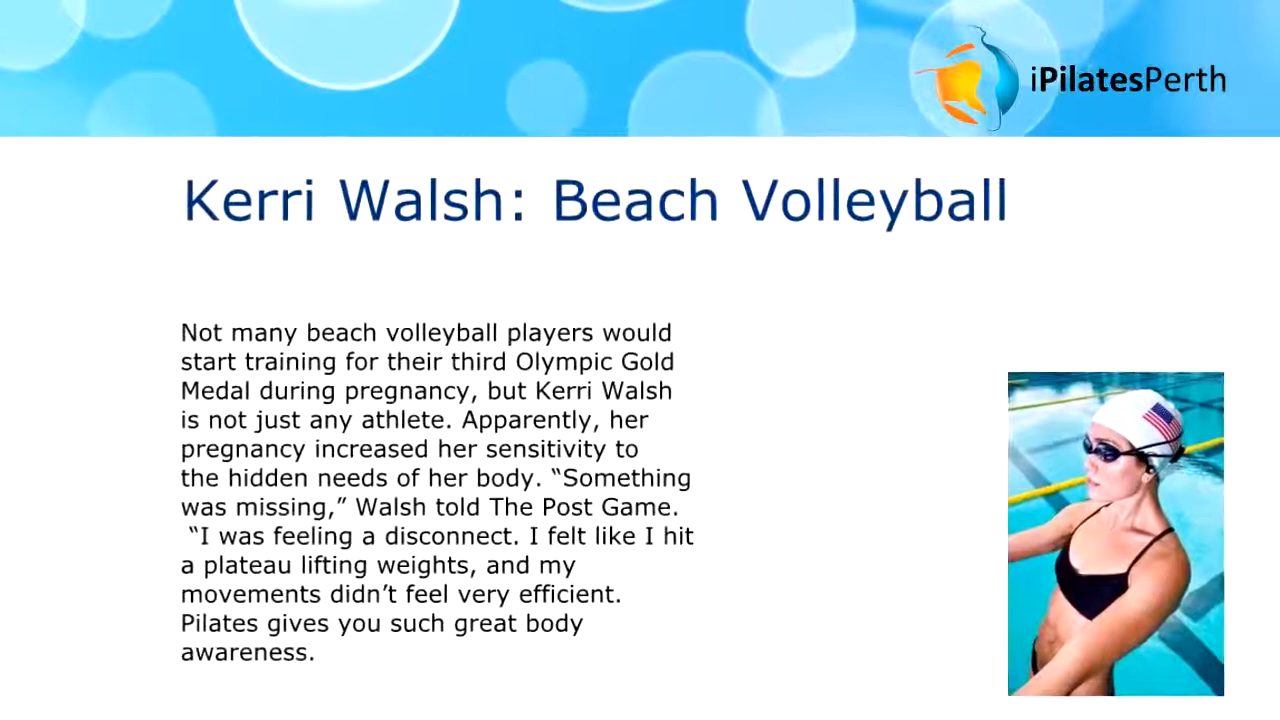 iPilatesPerth
Kerri Walsh: Beach Volleyball
Not many beach volleyball players would
start training for their third Olympic Gold
Medal during pregnancy, but Kerri Walsh
is not just any athlete. Apparently, her
pregnancy increased her sensitivity to
the hidden needs of her body. “Something
was missing,” Walsh told The Post Game.
“I was feeling a disconnect. I felt like I hit
a plateau lifting weights, and my
movements didn’t feel very efficient.
Pilates gives you such great body
awareness.